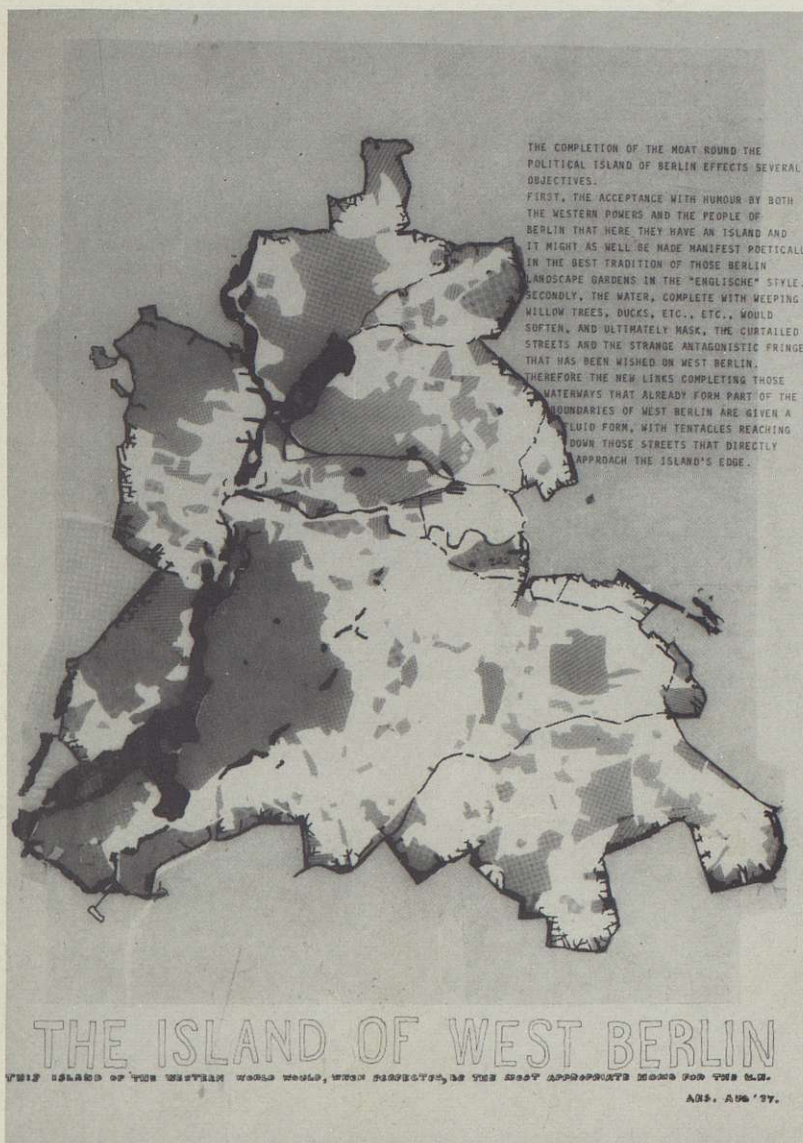 THE COMPLETION OF THE MOAT ROUND THE
POLITICAL ISLAND OF BERLIN EFFECTS SEVERAL
OBJECTIVES.
FIRST, THE ACCEPTANCE WITH HUMOUR BY BOTH
THE WESTERN POWERS AND THE PEOPLE OF
BERLIN THAT HERE THEY HAVE AN ISLAND AND
IT MIGHT AS WELL BE MADE MANIFEST POETICALL
IN THE BEST TRADITION OF THOSE BERLIN
LANDSCAPE GARDENS IN THE "ENGLISCHE" STYLE.
SECONDLY, THE WATER, COMPLETE WITH WEEPING
WILLOW TREES, DUCKS, ETC., ETC., WOULD
SOFTEN, AND ULTIMATELY MASK, THE CURTAILED
STREETS AND THE STRANGE ANTAGONISTIC FRINGE
THAT HAS BEEN WISHED ON WEST BERLIN.
THEREFORE THE NEW LINKS COMPLETING THOSE
WATERWAYS THAT ALREADY FORM PART OF THE
BOUNDARIES OF WEST BERLIN ARE GIVEN A
FLUID FORM, WITH TENTACLES REACHING
DOWN THOSE STREETS THAT DIRECTLY
APPROACH THE ISLAND'S EDGE.
THE ISLAND OF WEST BERLIN
THIS ISLAND OF THE WESTERN WORLD WOULD, WHEN PERFECTED, BE THE MOST APPROPRIATE HOME FOR THE U.N.
AUG '77.